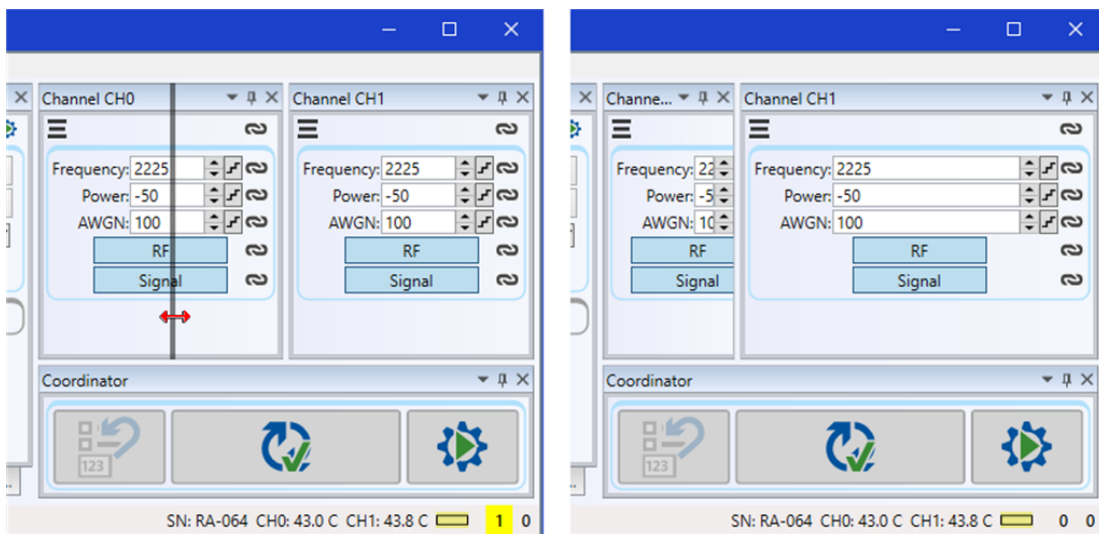 Channel CH0
Channel CH1
Frequency: 2225
Power: -50
AWGN: 100
RF
Signal
Frequency: 2225
Power: -50
AWGN: 100
RF
Signal
Coordinator
123
...
SN: RA-064 CH0: 43.0 C CH1: 43.8 C 1 0
Channe...
Channel CH1
Frequency: 22
Power: -5
AWGN: 10
RF
Signal
Frequency: 2225
Power: -50
AWGN: 100
RF
Signal
Coordinator
123
...
SN: RA-064 CH0: 43.0 C CH1: 43.8 C 0 0